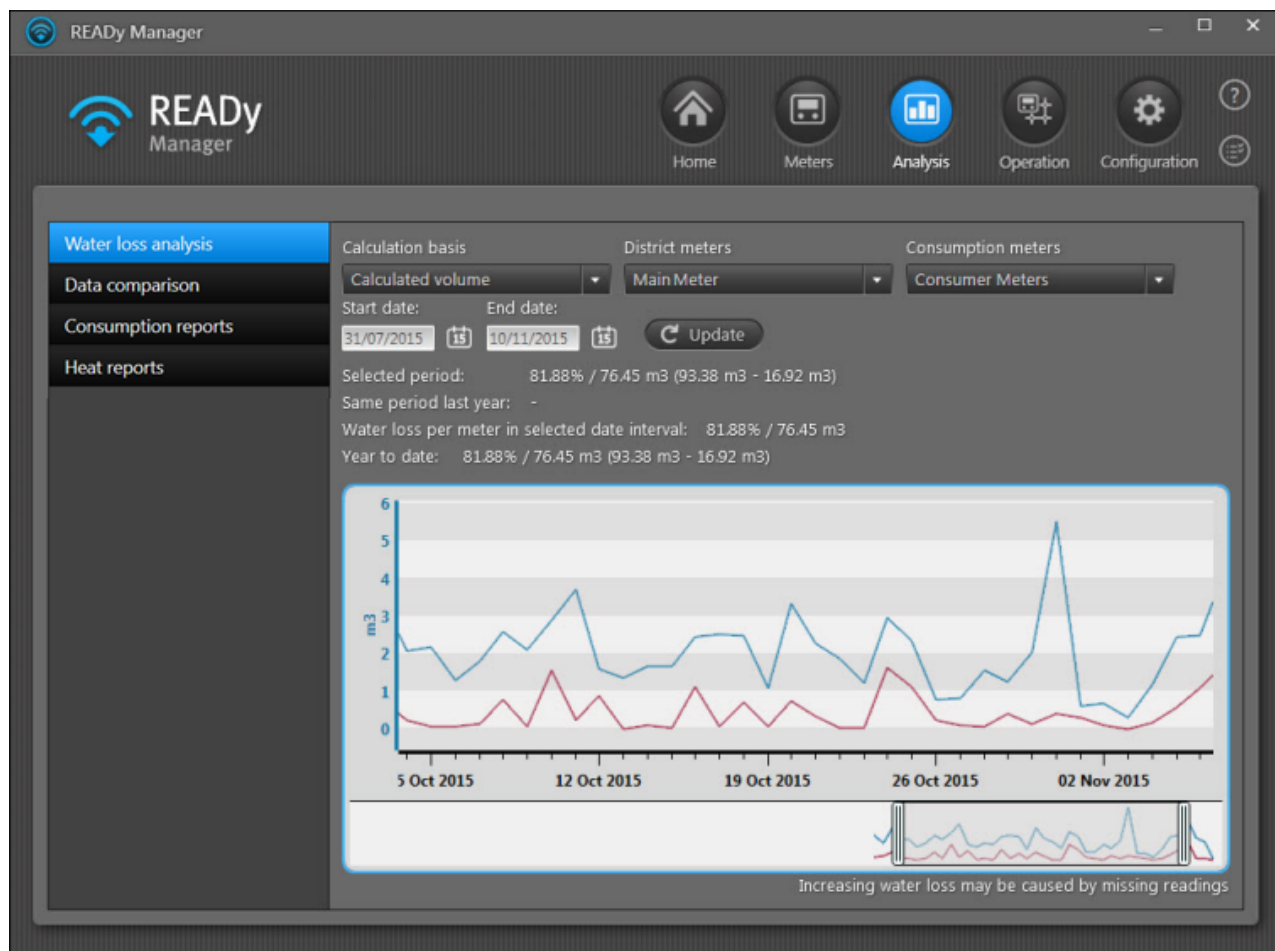 READy Manager
READy
Manager
Home
Meters
Analysis
Operation
Configuration
?
Water loss analysis
Data comparison
Consumption reports
Heat reports
Calculation basis
District meters
Consumption meters
Calculated volume
Main Meter
Consumer Meters
Start date:
End date:
31/07/2015
15
10/11/2015
15
Update
Selected period: 81.88% / 76.45 m3 (93.38 m3 - 16.92 m3)
Same period last year: -
Water loss per meter in selected date interval: 81.88% / 76.45 m3
Year to date: 81.88% / 76.45 m3 (93.38 m3 - 16.92 m3)
6
5
4
3
2
1
0
m3
5 Oct 2015
12 Oct 2015
19 Oct 2015
26 Oct 2015
02 Nov 2015
Increasing water loss may be caused by missing readings